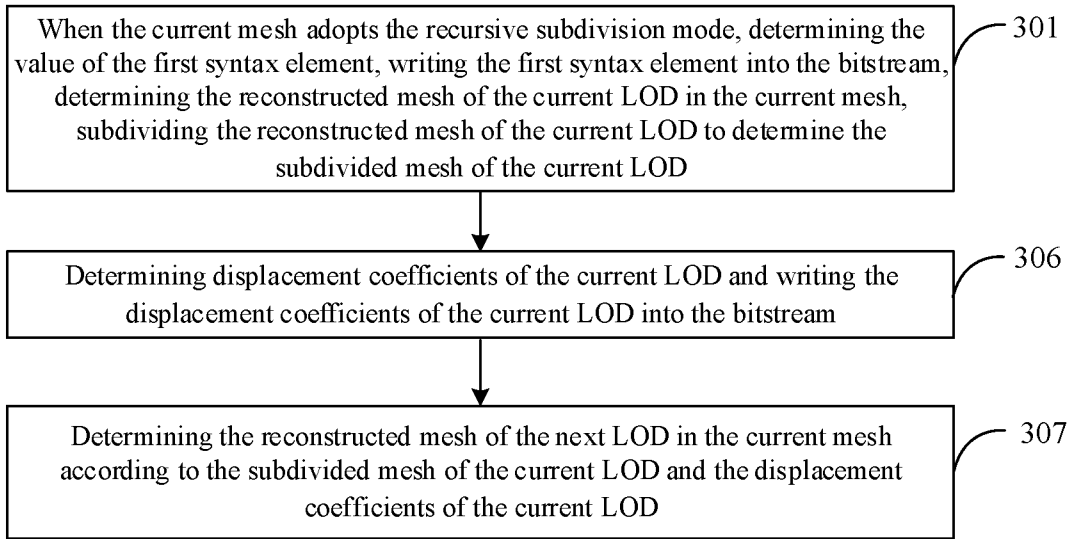 When the current mesh adopts the recursive subdivision mode, determining the
value of the first syntax element, writing the first syntax element into the bitstream,
determining the reconstructed mesh of the current LOD in the current mesh,
subdividing the reconstructed mesh of the current LOD to determine the
subdivided mesh of the current LOD
301
Determining displacement coefficients of the current LOD and writing the
displacement coefficients of the current LOD into the bitstream
306
Determining the reconstructed mesh of the next LOD in the current mesh
according to the subdivided mesh of the current LOD and the displacement
coefficients of the current LOD
307